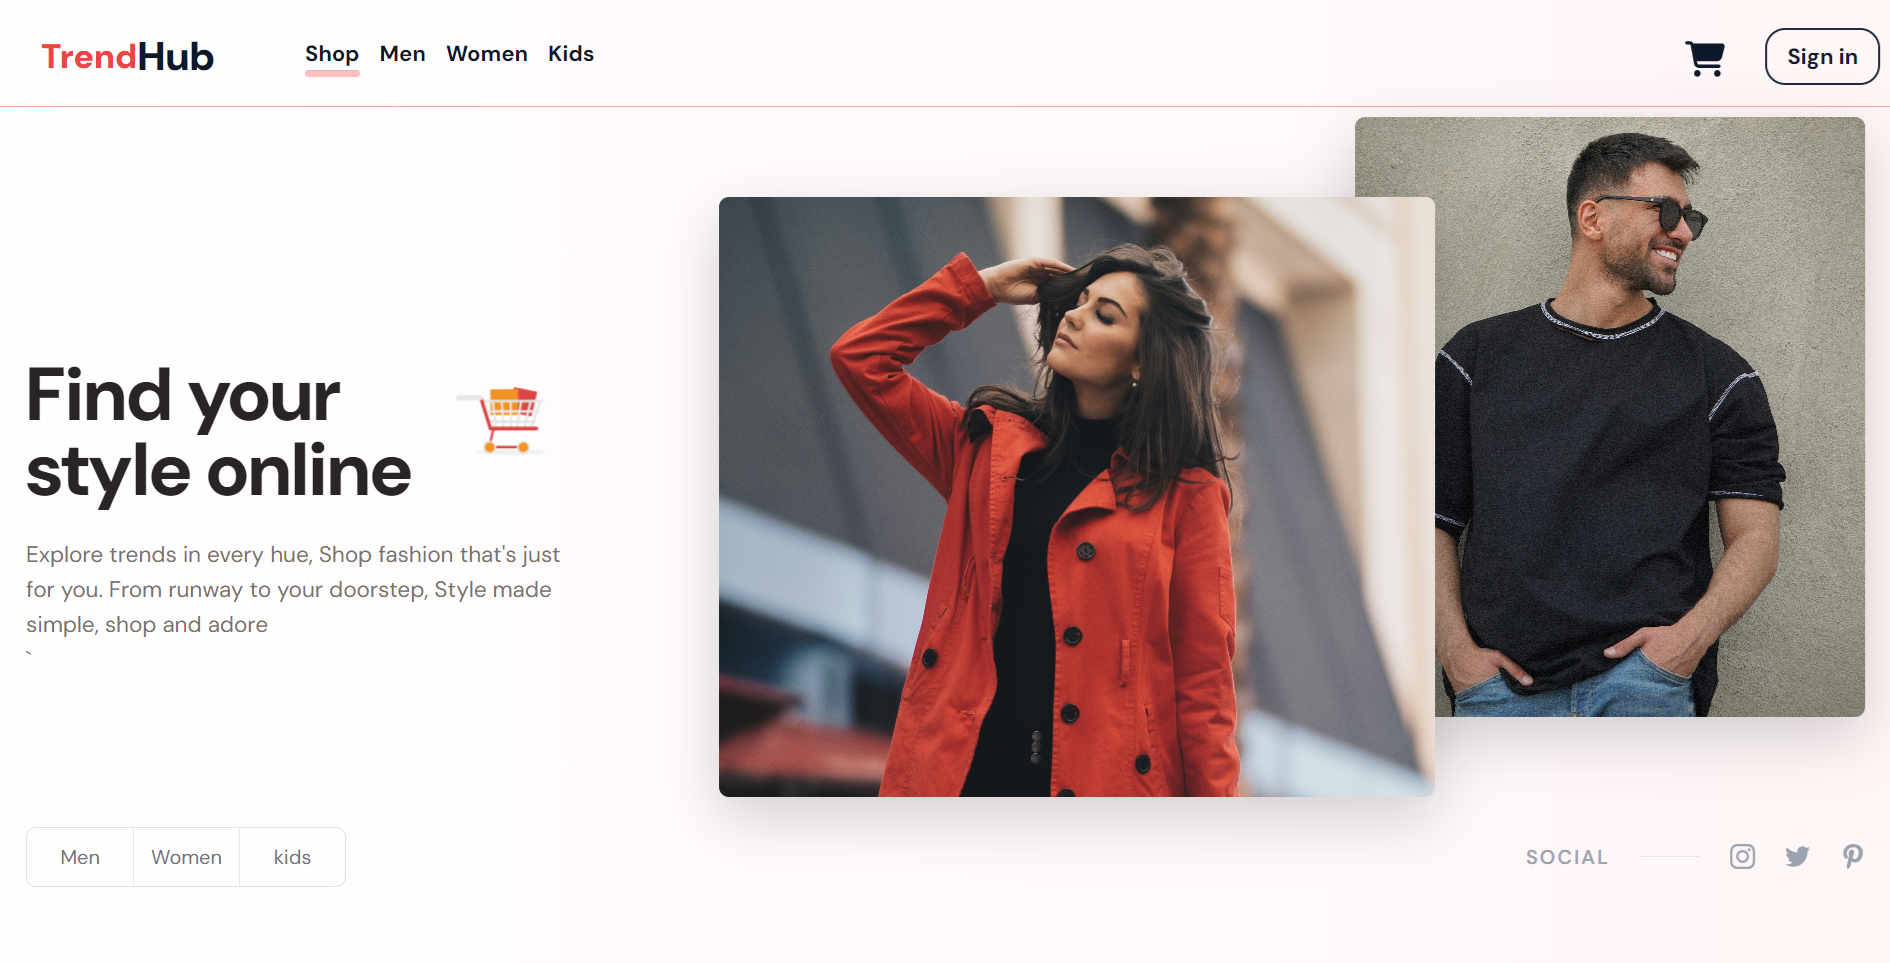 TrendHub
Shop Men Women Kids
Sign in
Find your
style online
Explore trends in every hue, Shop fashion that's just
for you. From runway to your doorstep, Style made
simple, shop and adore
`
Men Women kids
SOCIAL